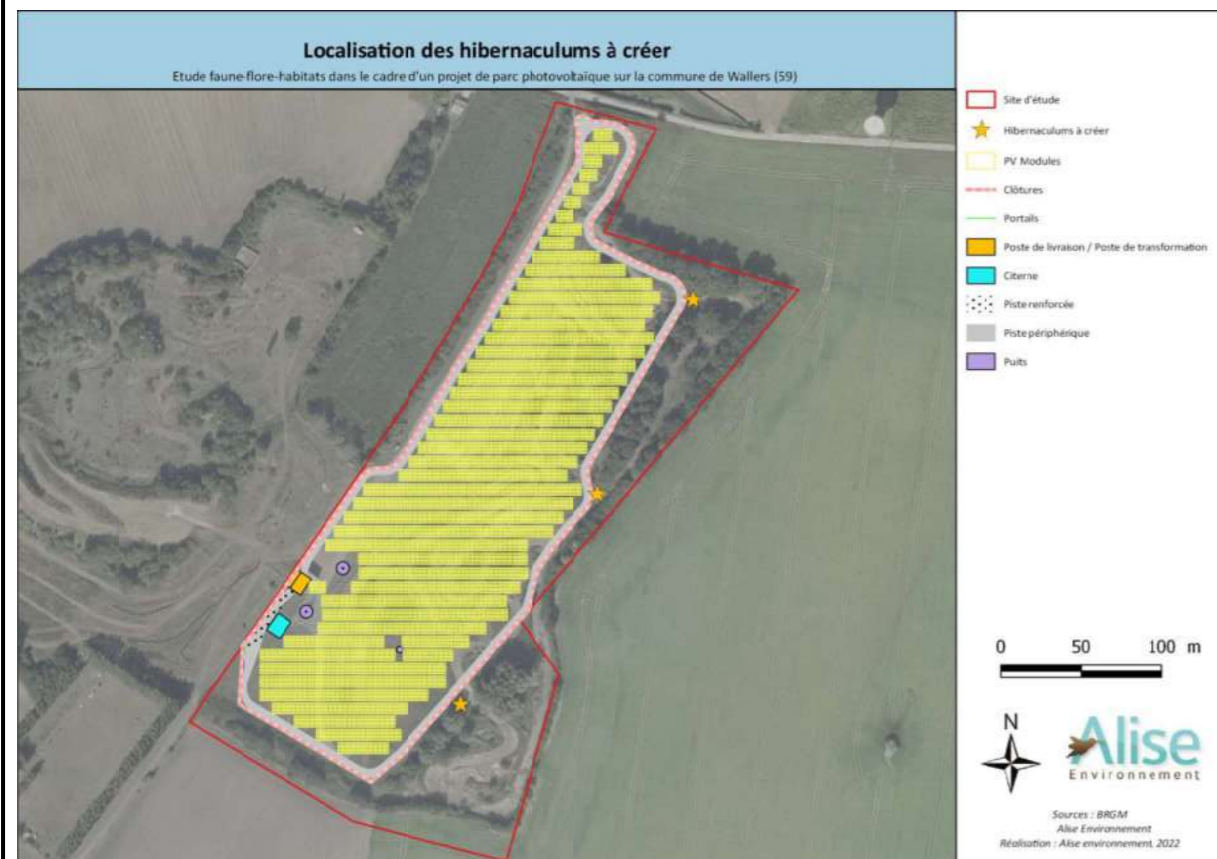 Localisation des hibernaculums à créer
Etude faune-flore-habitats dans le cadre d'un projet de parc photovoltaïque sur la commune de Wallers (59)
Site d'étude
Hibernaculums à créer
PV Modules
Clôtures
Portails
Poste de livraison / Poste de transformation
Citerne
Piste renforcée
Piste périphérique
Puits
0 50 100 m
N
Alise
Environnement
Sources : BRGM
Alise Environnement
Réalisation : Alise environnement, 2022